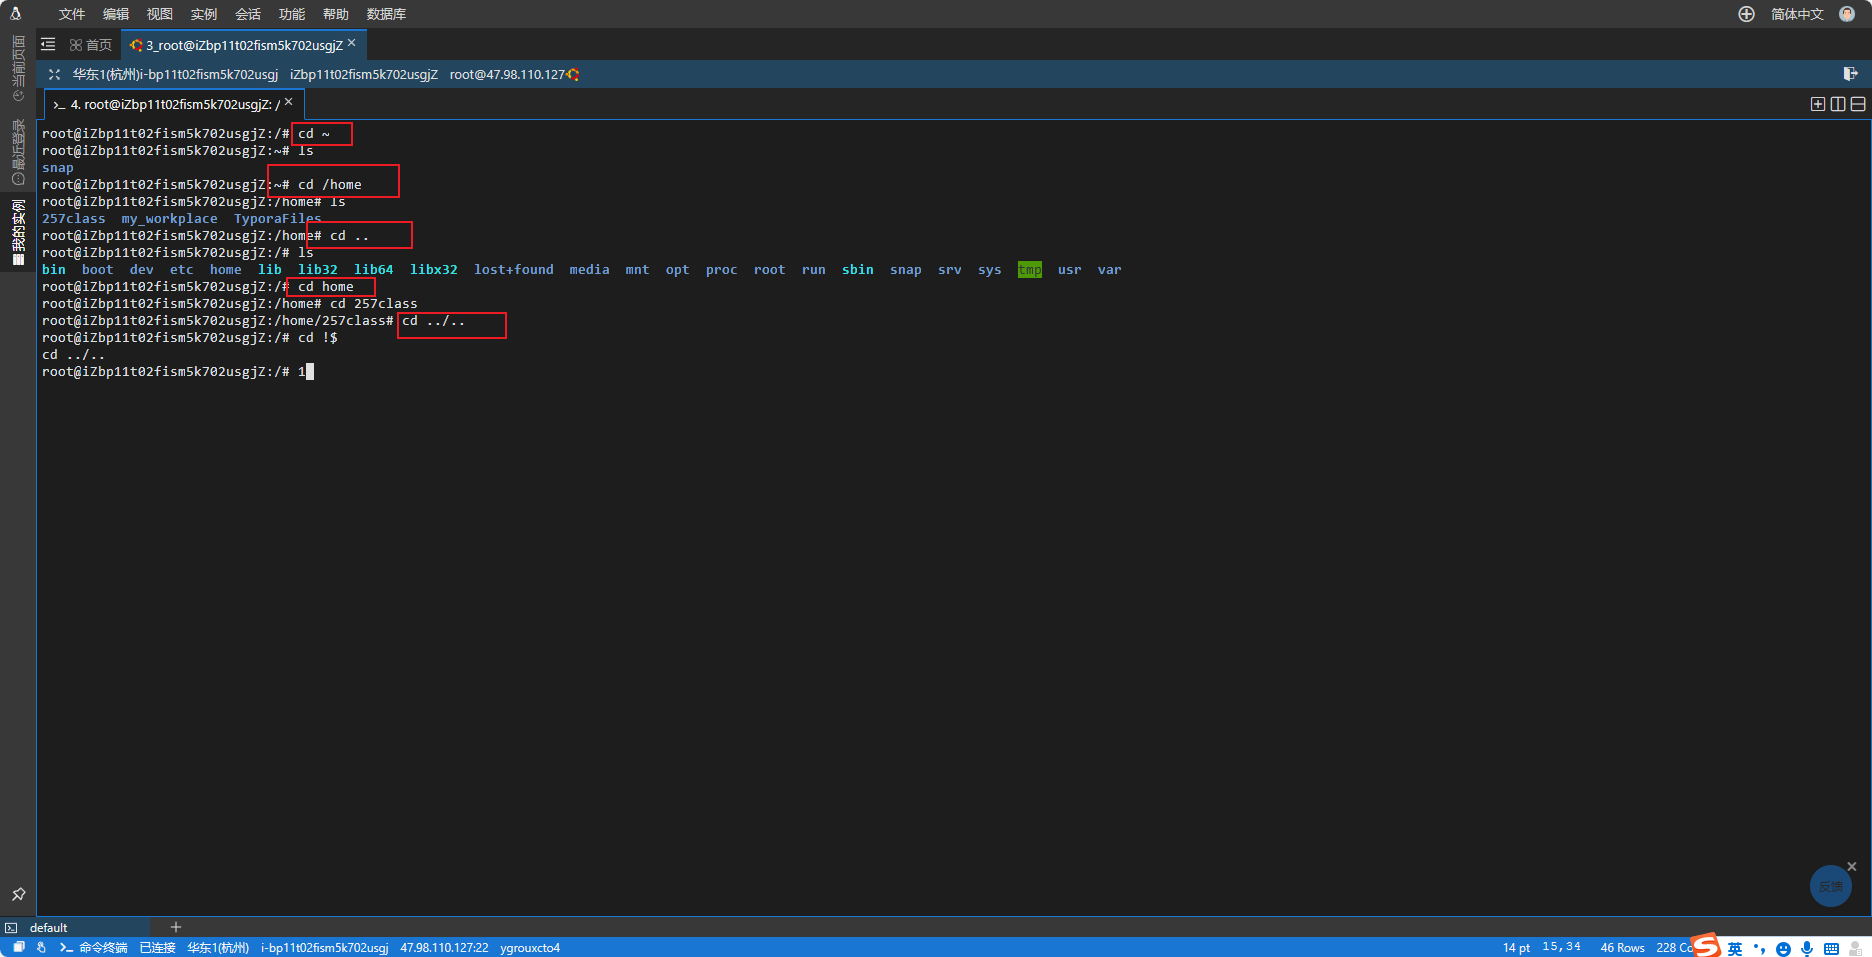 文件 编辑 视图 实例 会话 功能 帮助 数据库 简体中文
当前页面
最近登录
我的实例
首页 3_root@iZbp11t02fism5k702usgjZ
华东1(杭州)i-bp11t02fism5k702usgj iZbp11t02fism5k702usgjZ root@47.98.110.127
>_ 4. root@iZbp11t02fism5k702usgjZ: /
root@iZbp11t02fism5k702usgjZ:/# cd ~
root@iZbp11t02fism5k702usgjZ:~# ls
snap
root@iZbp11t02fism5k702usgjZ:~# cd /home
root@iZbp11t02fism5k702usgjZ:/home# ls
257class my_workplace TyporaFiles
root@iZbp11t02fism5k702usgjZ:/home# cd ..
root@iZbp11t02fism5k702usgjZ:/# ls
bin boot dev etc home lib lib32 lib64 libx32 lost+found media mnt opt proc root run sbin snap srv sys tmp usr var
root@iZbp11t02fism5k702usgjZ:/# cd home
root@iZbp11t02fism5k702usgjZ:/home# cd 257class
root@iZbp11t02fism5k702usgjZ:/home/257class# cd ../..
root@iZbp11t02fism5k702usgjZ:/# cd !$
cd ../..
root@iZbp11t02fism5k702usgjZ:/# 1
反馈
default
>_ 命令终端 已连接 华东1(杭州) i-bp11t02fism5k702usgj 47.98.110.127:22 ygrouxcto4 14 pt 15,34 46 Rows 228 Co 英